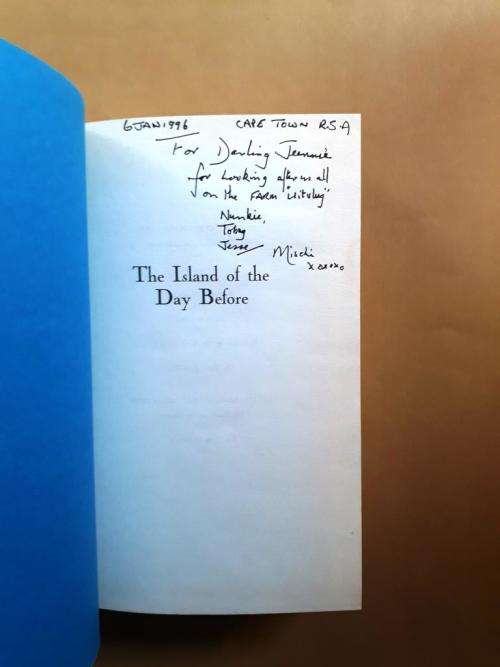 6 JAN 1996 CAPE TOWN R.S.A
For Darling Jeannie
for Looking after us all
on the FARM "Uitvlug"
Nunkie,
Toby
Jesse
Mischi
xoxoxo
The Island of the
Day Before